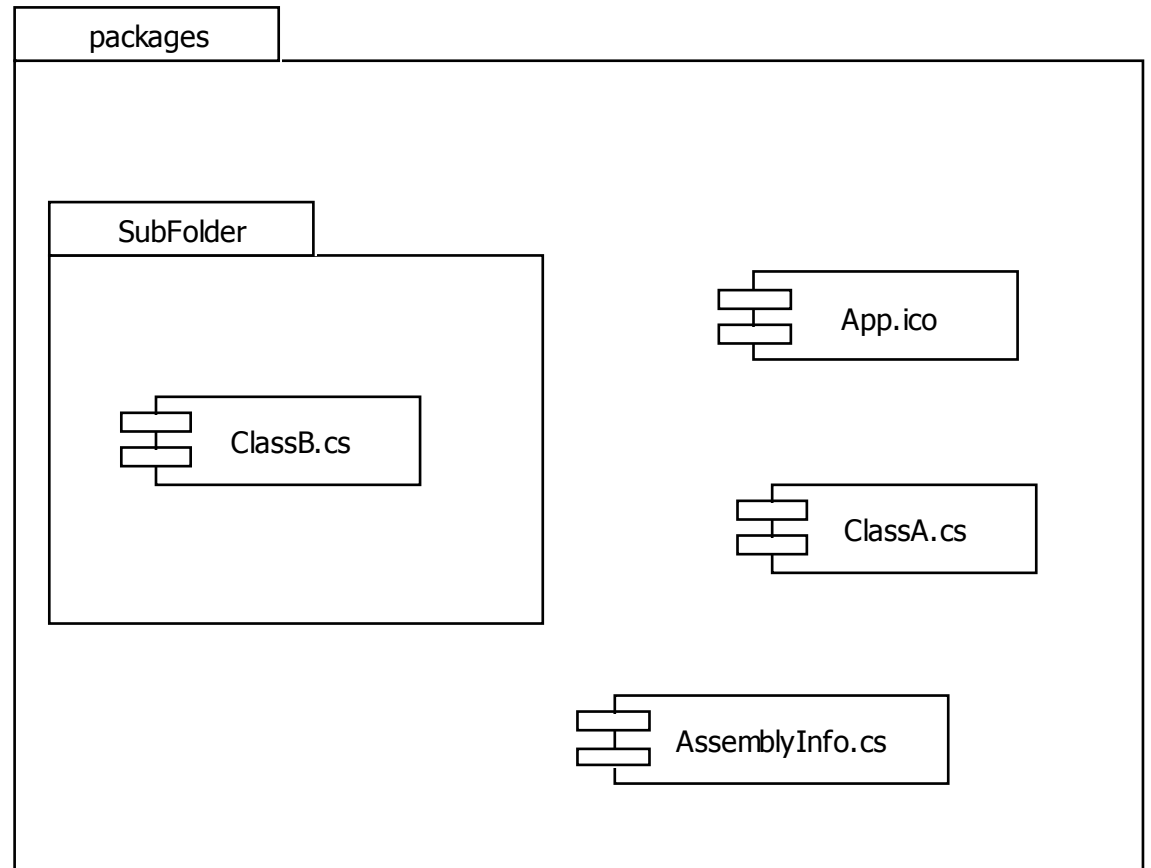 packages
SubFolder
App.ico
ClassB.cs
ClassA.cs
AssemblyInfo.cs